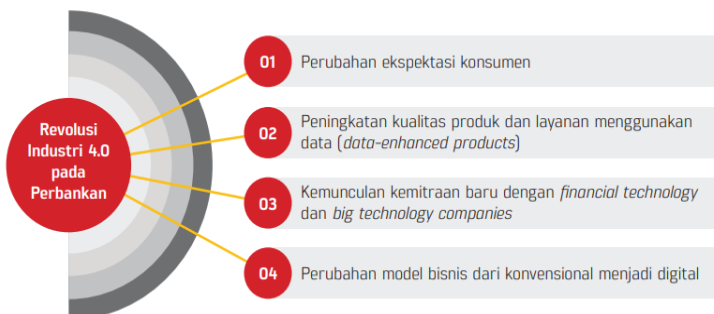 Revolusi
Industri 4.0
pada
Perbankan
01
Perubahan ekspektasi konsumen
02
Peningkatan kualitas produk dan layanan menggunakan
data (data-enhanced products)
03
Kemunculan kemitraan baru dengan financial technology
dan big technology companies
04
Perubahan model bisnis dari konvensional menjadi digital